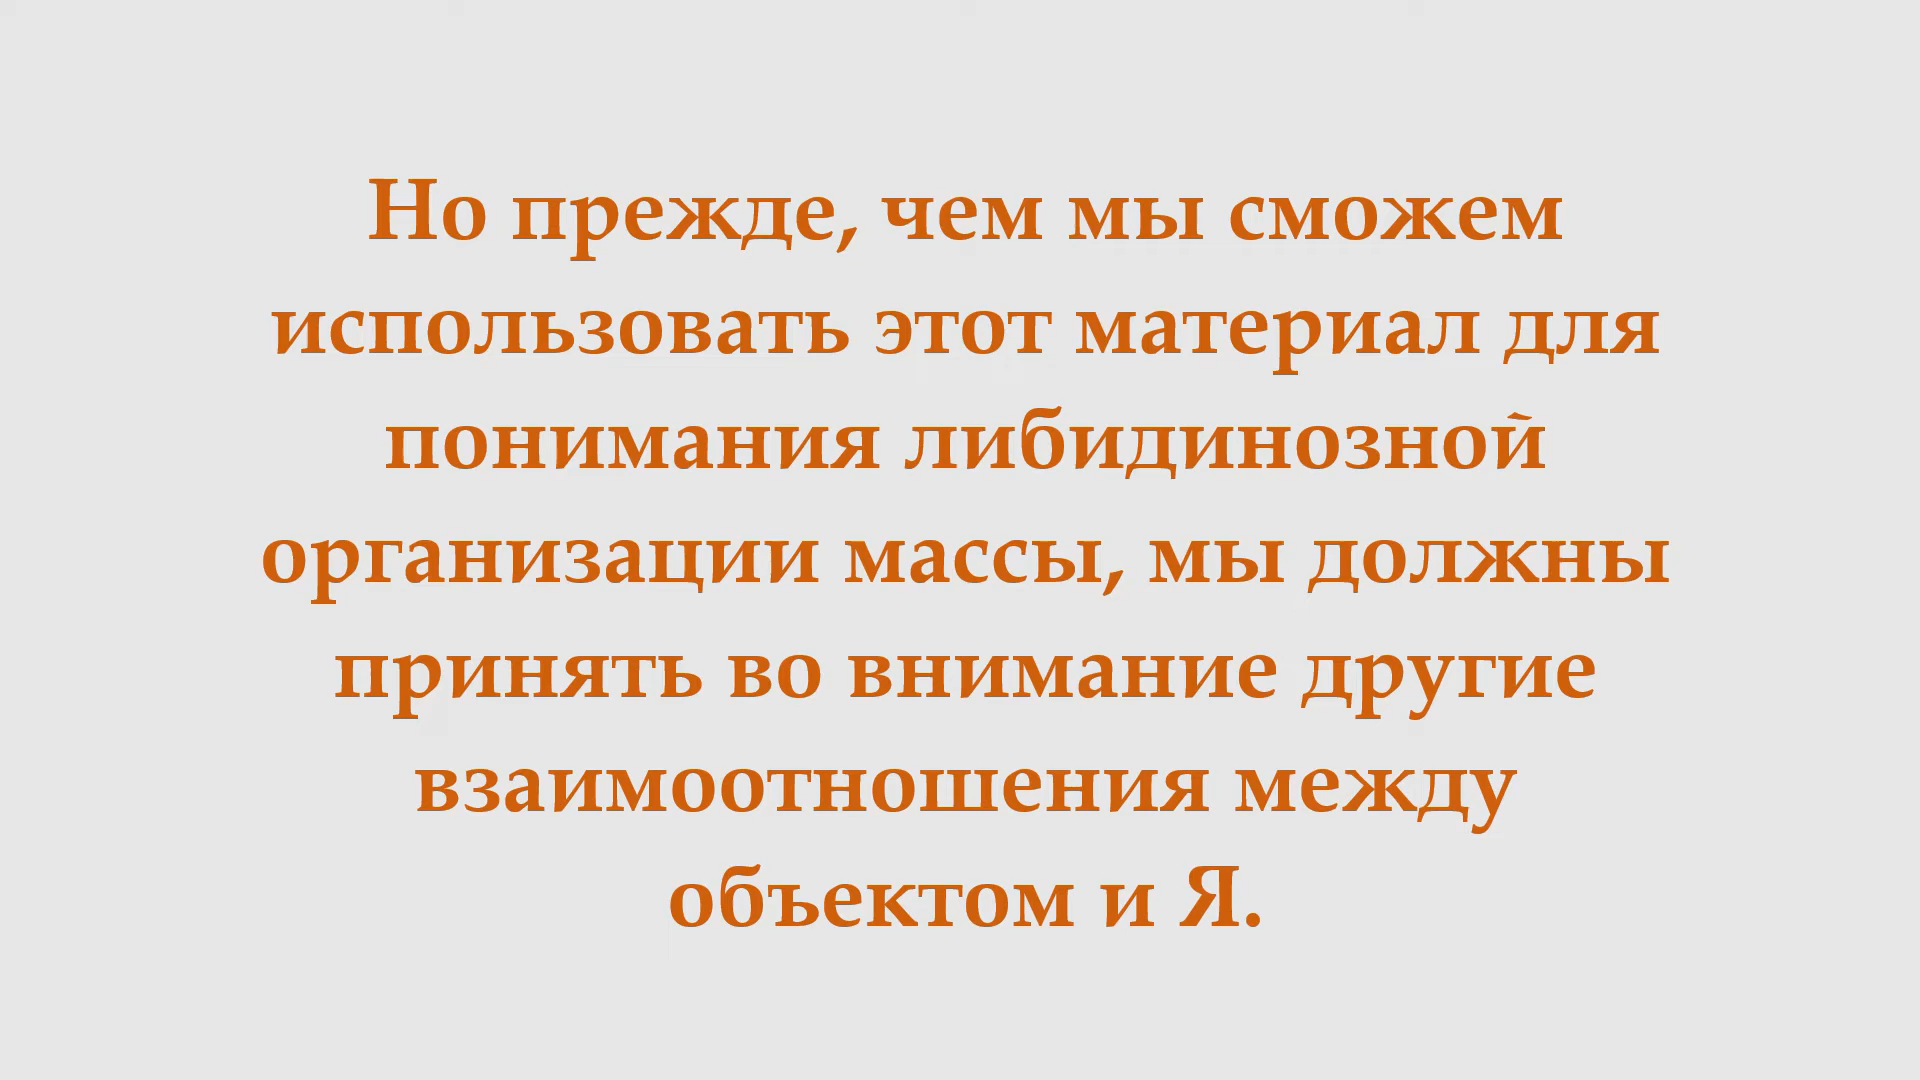 Но прежде, чем мы сможем
использовать этот материал для
понимания либидинозной
организации массы, мы должны
принять во внимание другие
взаимоотношения между
объектом и Я.